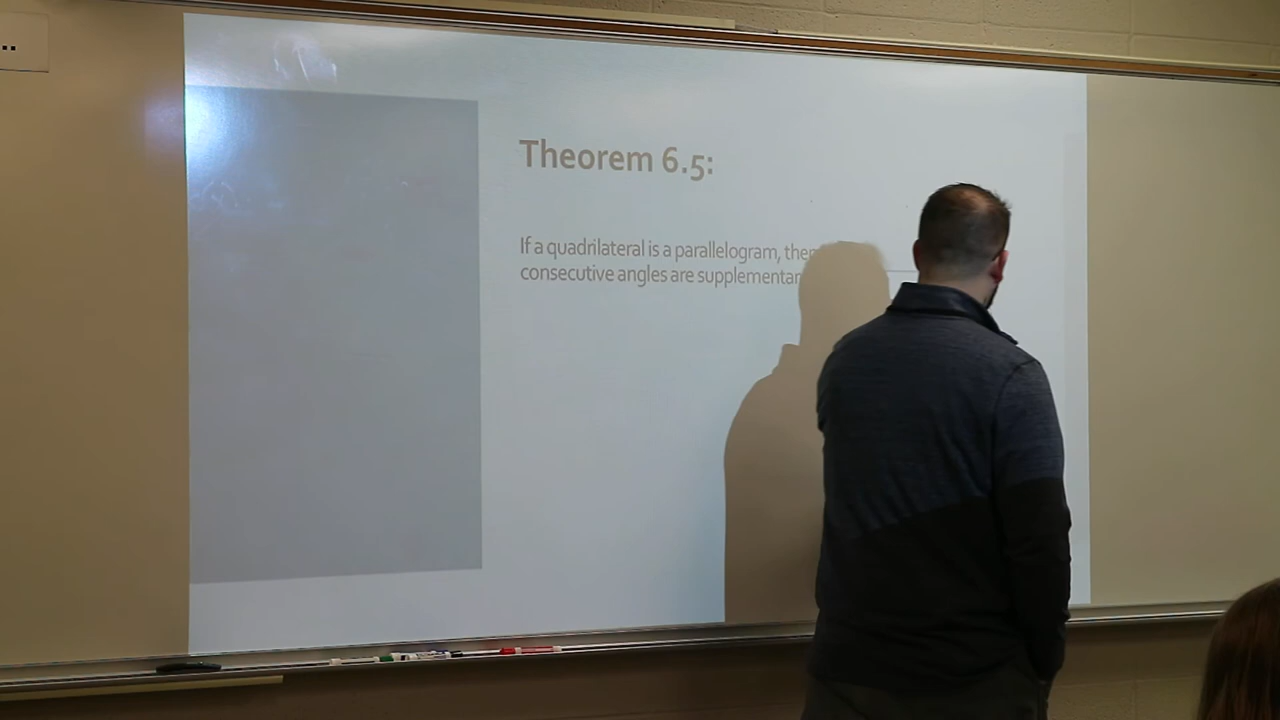 Theorem 6.5:
If a quadrilateral is a parallelogram, then
consecutive angles are supplementar